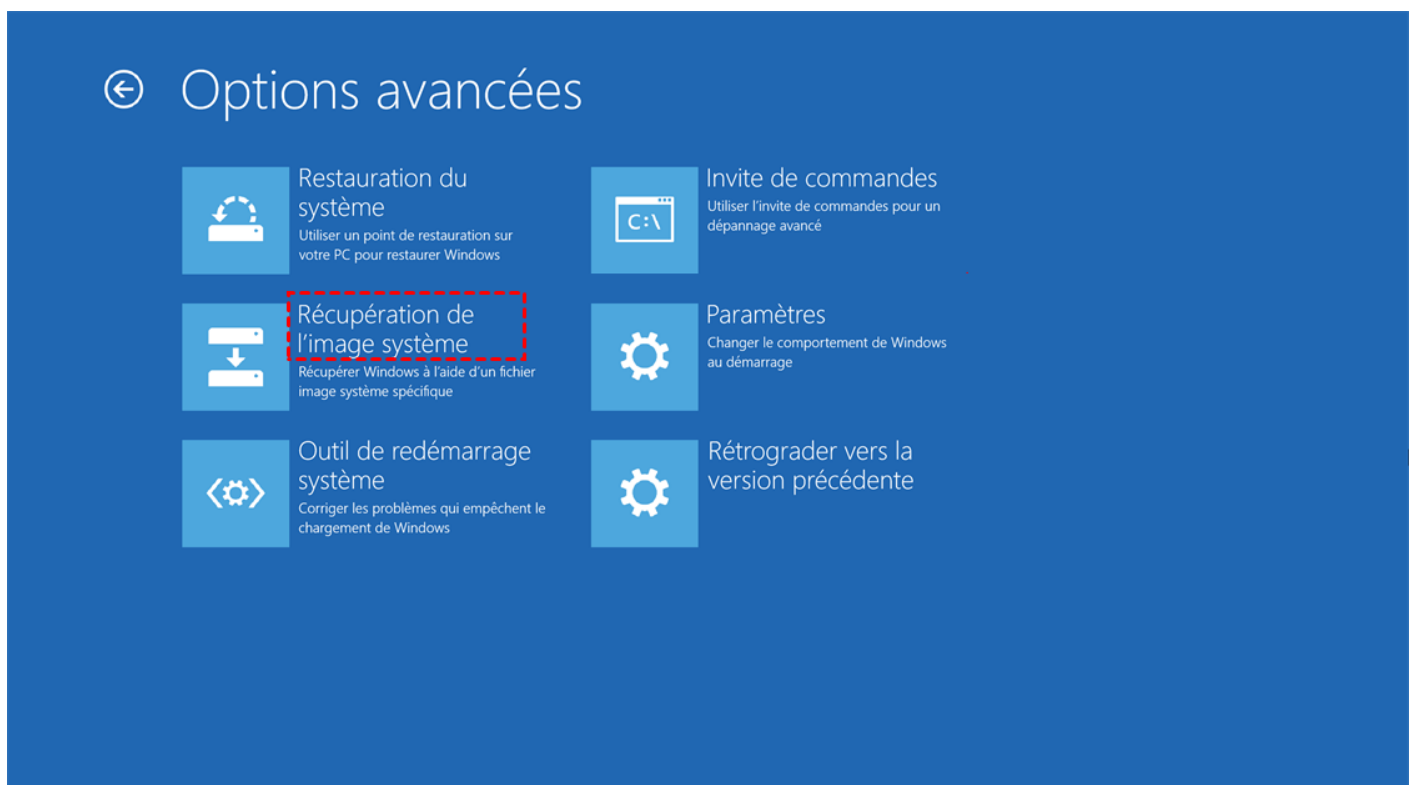 Options avancées
Restauration du
système
Utiliser un point de restauration sur
votre PC pour restaurer Windows
Récupération de
l'image système
Récupérer Windows à l'aide d'un fichier
image système spécifique
Outil de redémarrage
système
Corriger les problèmes qui empêchent le
chargement de Windows
Invite de commandes
Utiliser l'invite de commandes pour un
dépannage avancé
C:\
Paramètres
Changer le comportement de Windows
au démarrage
Rétrograder vers la
version précédente